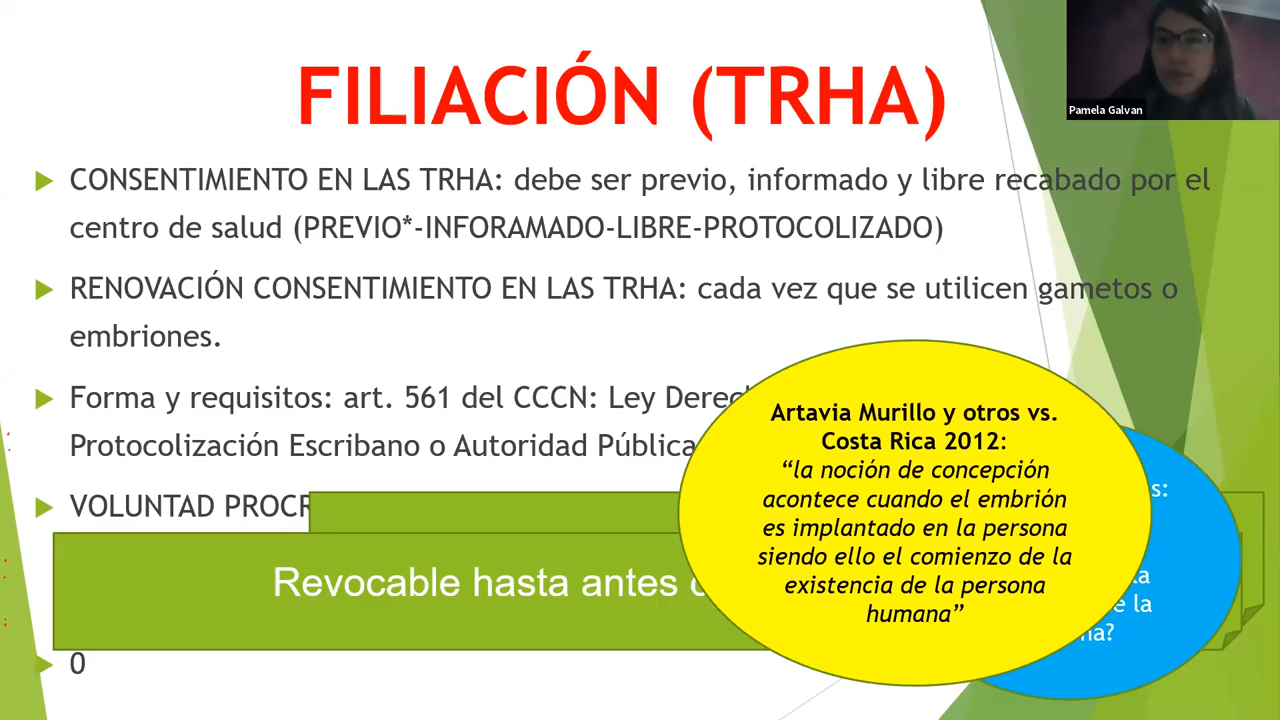 FILIACIÓN (TRHA)
Pamela Galvan
CONSENTIMIENTO EN LAS TRHA: debe ser previo, informado y libre recabado por el
centro de salud (PREVIO*-INFORAMADO-LIBRE-PROTOCOLIZADO)
RENOVACIÓN CONSENTIMIENTO EN LAS TRHA: cada vez que se utilicen gametos o
embriones.
Forma y requisitos: art. 561 del CCCN: Ley
Protocolización Escribano o Autoridad Pública
VOLUNTAD
Revocable hasta antes
0
Artavia Murillo y otros vs.
Costa Rica 2012:
“la noción de concepción
acontece cuando el embrión
es implantado en la persona
siendo ello el comienzo de la
existencia de la persona
humana”
la